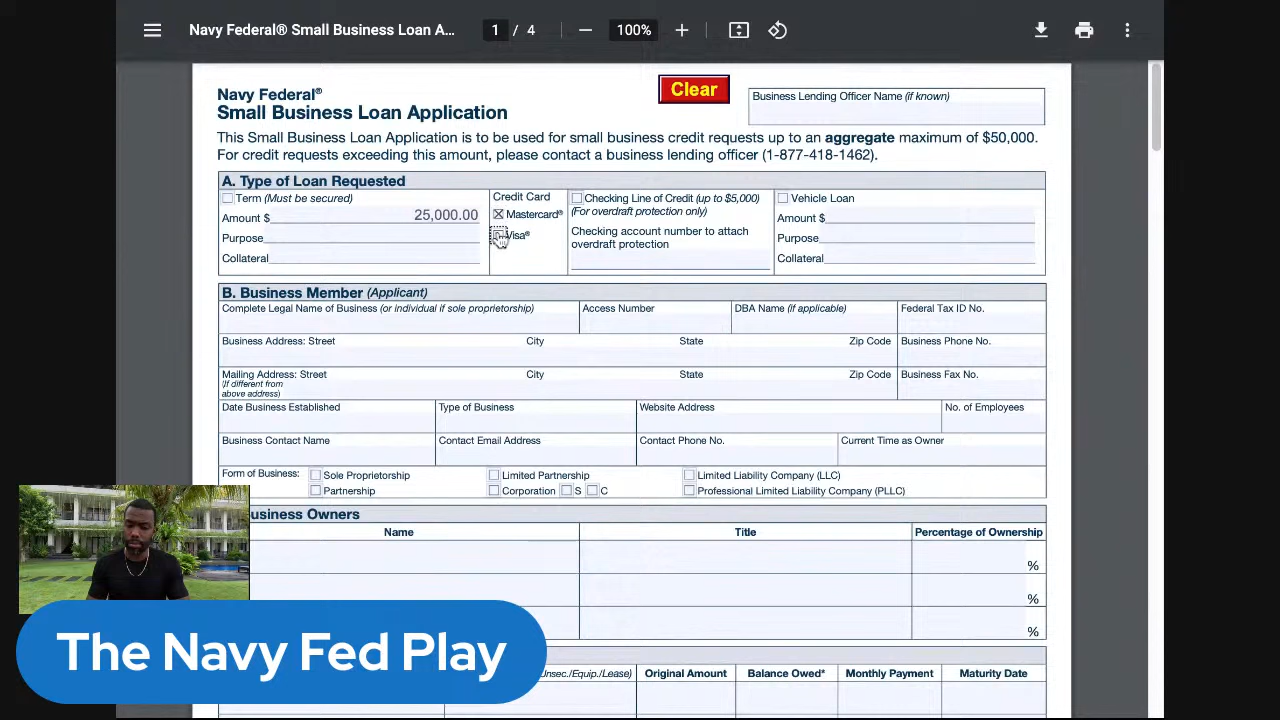 Navy Federal® Small Business Loan A...
1 / 4
100%
Navy Federal®
Small Business Loan Application
Clear
Business Lending Officer Name (if known)
This Small Business Loan Application is to be used for small business credit requests up to an aggregate maximum of $50,000.
For credit requests exceeding this amount, please contact a business lending officer (1-877-418-1462).
A. Type of Loan Requested
Term (Must be secured)
Amount $ 25,000.00
Purpose
Collateral
Credit Card
Mastercard®
Visa®
Checking Line of Credit (up to $5,000)
(For overdraft protection only)
Checking account number to attach
overdraft protection
Vehicle Loan
Amount $
Purpose
Collateral
B. Business Member (Applicant)
Complete Legal Name of Business (or individual if sole proprietorship) Access Number DBA Name (if applicable) Federal Tax ID No.
Business Address: Street City State Zip Code Business Phone No.
Mailing Address: Street City State Zip Code Business Fax No.
(If different from
above address)
Date Business Established Type of Business Website Address No. of Employees
Business Contact Name Contact Email Address Contact Phone No. Current Time as Owner
Form of Business: Sole Proprietorship Limited Partnership Limited Liability Company (LLC)
Partnership Corporation S C Professional Limited Liability Company (PLLC)
usiness Owners
Name Title Percentage of Ownership
%
%
%
Unsec./Equip./Lease) Original Amount Balance Owed* Monthly Payment Maturity Date
The Navy Fed Play